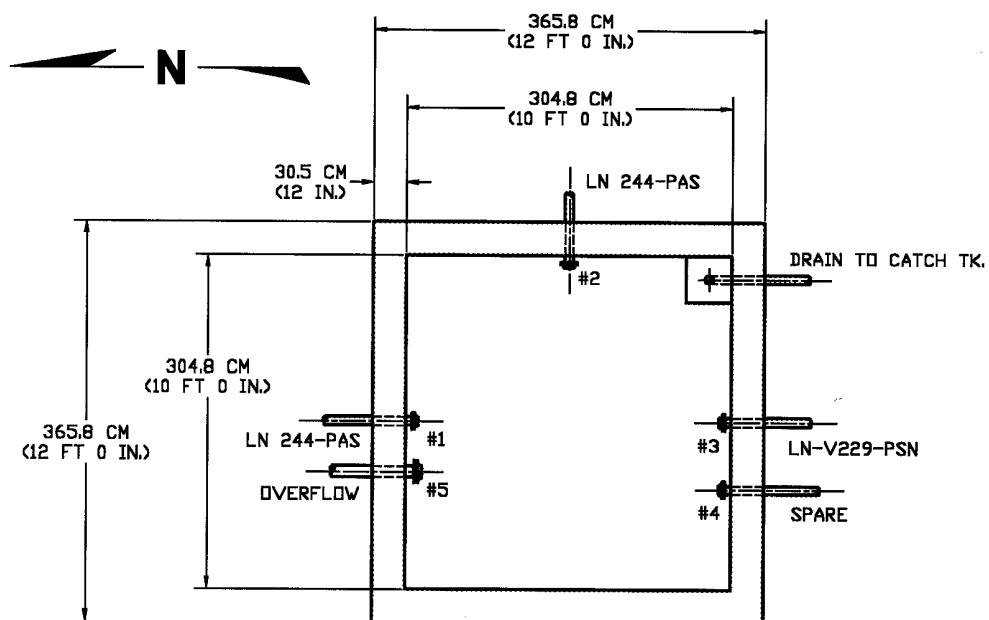 365.8 CM
(12 FT 0 IN.)
N
304.8 CM
(10 FT 0 IN.)
30.5 CM
(12 IN.)
LN 244-PAS
DRAIN TO CATCH TK.
#2
304.8 CM
(10 FT 0 IN.)
365.8 CM
(12 FT 0 IN.)
LN 244-PAS
#1
#3
LN-V229-PSN
OVERFLOW
#5
#4
SPARE